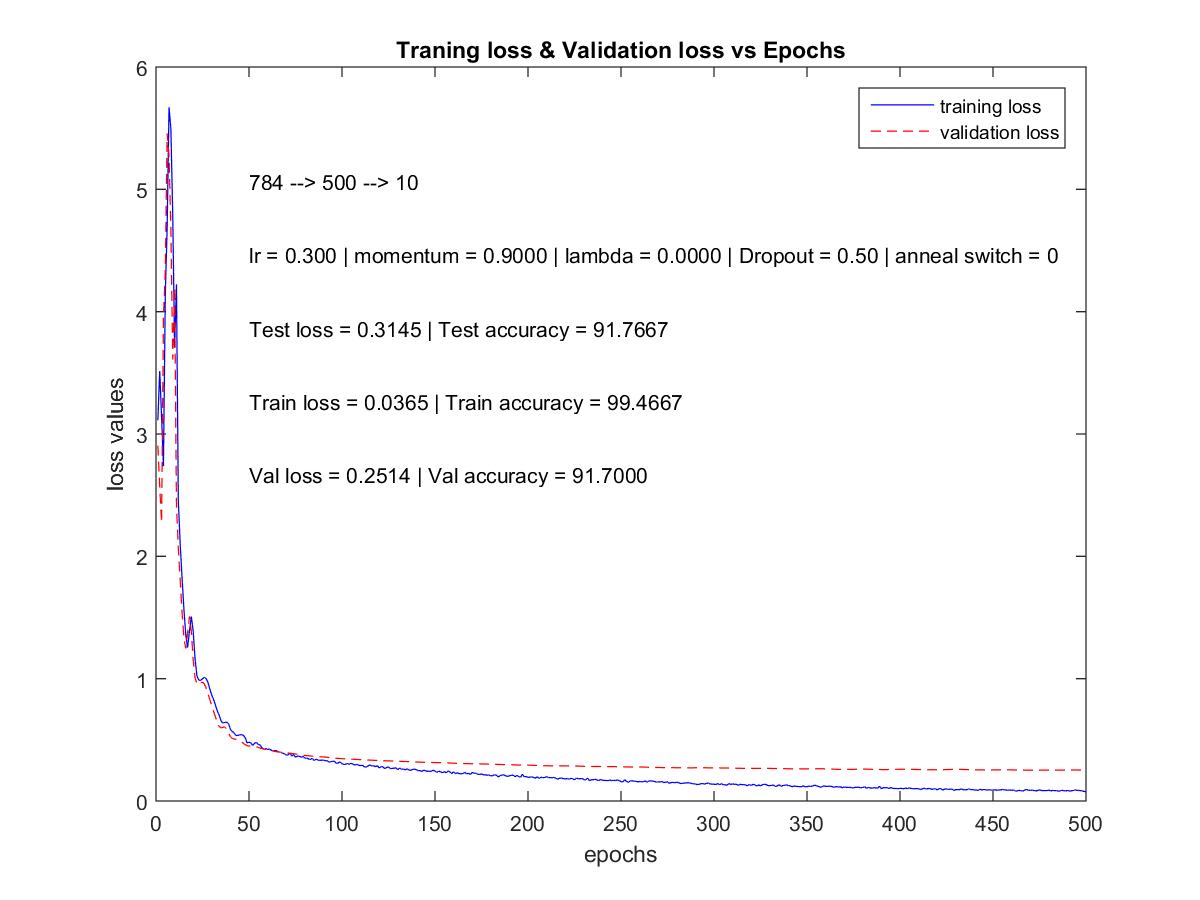 Traning loss & Validation loss vs Epochs
training loss
validation loss
784 --> 500 --> 10
lr = 0.300 | momentum = 0.9000 | lambda = 0.0000 | Dropout = 0.50 | anneal switch = 0
Test loss = 0.3145 | Test accuracy = 91.7667
Train loss = 0.0365 | Train accuracy = 99.4667
Val loss = 0.2514 | Val accuracy = 91.7000
loss values
6
5
4
3
2
1
0
0 50 100 150 200 250 300 350 400 450 500
epochs